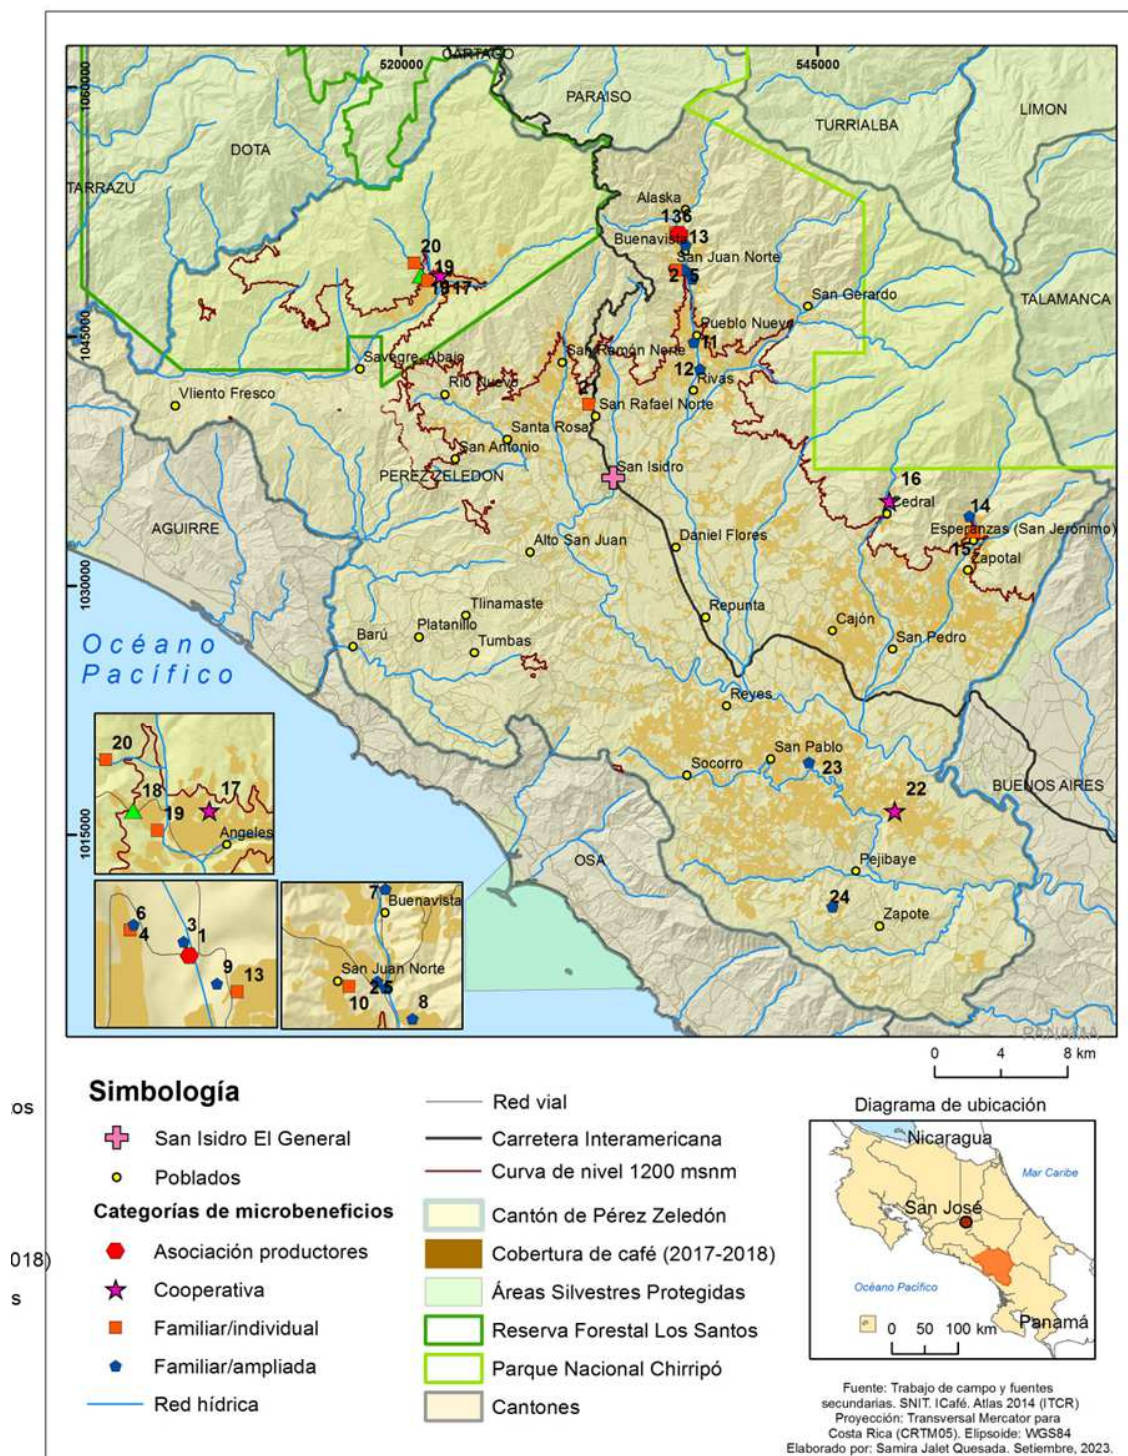 520000
545000
CARTAGO
1060000
PARAISO
LIMON
TURRIALBA
DOTA
TARRAZU
Alaska
136
Buenavista
13
San Juan Norte
20
19
17
2
5
San Gerardo
TALAMANCA
1045000
Pueblo Nuevo
11
San Ramón Norte
Savegre Abajo
12
Rivas
Río Nuevo
Vliento Fresco
21
San Rafael Norte
Santa Rosa
San Antonio
San Isidro
PEREZ ZELEDON
16
Cedral
14
AGUIRRE
Esperanzas (San Jerónimo)
Daniel Flores
Alto San Juan
15
Zapotal
1030000
Tlinamaste
Repunta
Platanillo
Cajón
Barú
Tumbas
San Pedro
Océano
Pacífico
Reyes
San Pablo
23
Socorro
BUENOS AIRES
22
1015000
OSA
Pejibaye
24
Zapote
20
18
17
19
Angeles
6
4
3
1
9
13
7
Buenavista
San Juan Norte
10
2
5
8
PANAMA
0 4 8 km
Simbología
San Isidro El General
Poblados
Categorías de microbeneficios
Asociación productores
Cooperativa
Familiar/individual
Familiar/ampliada
Red hídrica
Red vial
Carretera Interamericana
Curva de nivel 1200 msnm
Cantón de Pérez Zeledón
Cobertura de café (2017-2018)
Áreas Silvestres Protegidas
Reserva Forestal Los Santos
Parque Nacional Chirripó
Cantones
os
018)
s
Diagrama de ubicación
Nicaragua
Mar Caribe
San José
Océano Pacífico
Panamá
0 50 100 km
Fuente: Trabajo de campo y fuentes
secundarias. SNIT. ICafé. Atlas 2014 (ITCR)
Proyección: Transversal Mercator para
Costa Rica (CRTM05). Elipsoide: WGS84
Elaborado por: Samira Jalet Quesada. Setiembre, 2023.